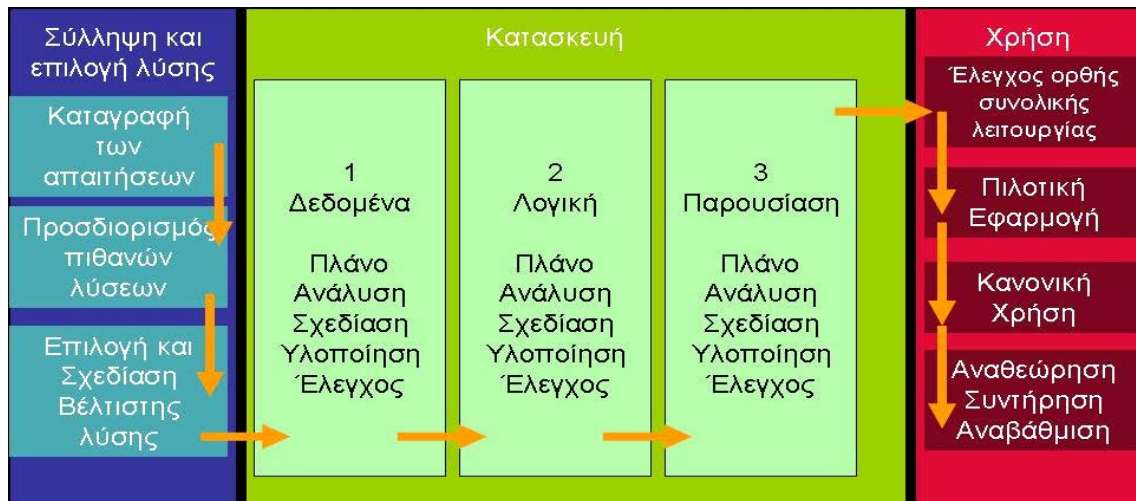 Σύλληψη και
επιλογή λύσης
Καταγραφή
των
απαιτήσεων
Προσδιορισμός
πιθανών
λύσεων
Επιλογή και
Σχεδίαση
Βέλτιστης
λύσης
Κατασκευή
1
Δεδομένα
Πλάνο
Ανάλυση
Σχεδίαση
Υλοποίηση
Έλεγχος
2
Λογική
Πλάνο
Ανάλυση
Σχεδίαση
Υλοποίηση
Έλεγχος
3
Παρουσίαση
Πλάνο
Ανάλυση
Σχεδίαση
Υλοποίηση
Έλεγχος
Χρήση
Έλεγχος ορθής
συνολικής
λειτουργίας
Πιλοτική
Εφαρμογή
Κανονική
Χρήση
Αναθεώρηση
Συντήρηση
Αναβάθμιση